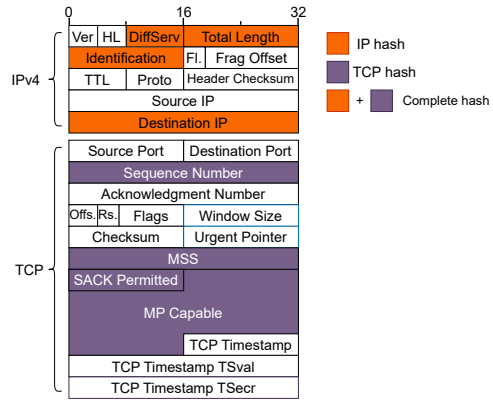 0 16 32
Ver HL DiffServ Total Length
Identification Fl. Frag Offset
TTL Proto Header Checksum
Source IP
Destination IP
IPv4
Source Port Destination Port
Sequence Number
Acknowledgment Number
Offs. Rs. Flags Window Size
Checksum Urgent Pointer
MSS
SACK Permitted
MP Capable
TCP Timestamp
TCP Timestamp TSval
TCP Timestamp TSecr
TCP
IP hash
TCP hash
+ Complete hash